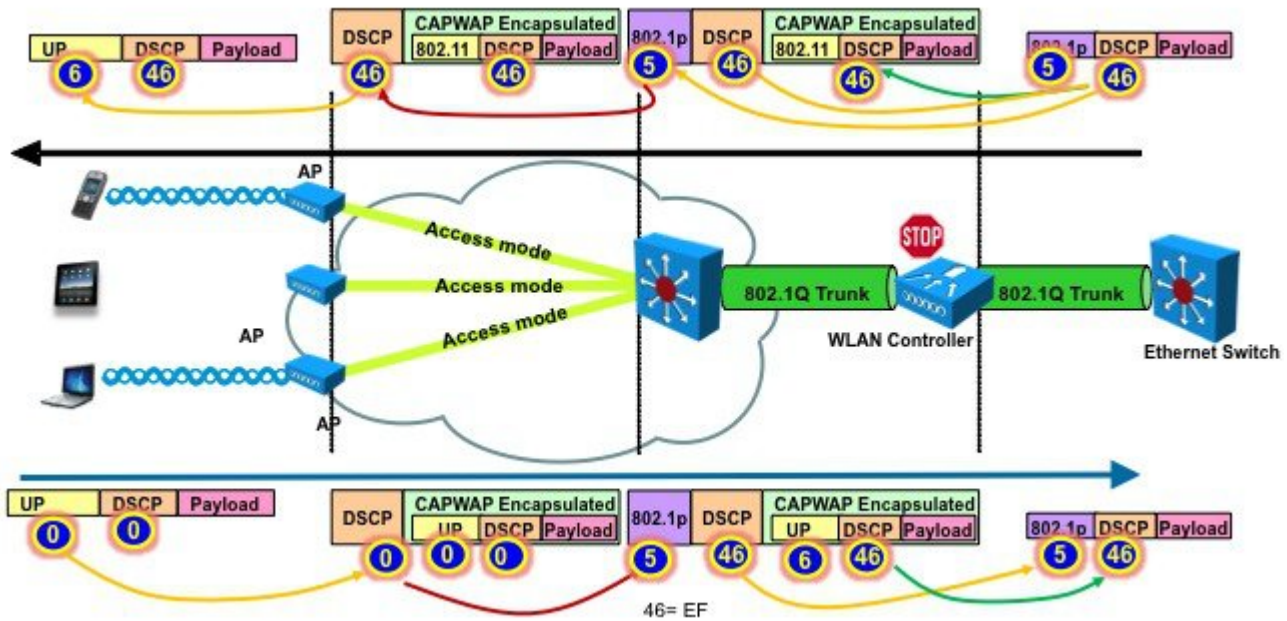 UP DSCP Payload
6 46
DSCP CAPWAP Encapsulated
802.11 DSCP Payload
46 46
802.1p DSCP CAPWAP Encapsulated
802.11 DSCP Payload
5 46 46
802.1p DSCP Payload
5 46
AP
Access mode
Access mode
Access mode
AP
AP
STOP
802.1Q Trunk
802.1Q Trunk
WLAN Controller
Ethernet Switch
UP DSCP Payload
0 0
DSCP CAPWAP Encapsulated
UP DSCP Payload
0 0 0
802.1p DSCP CAPWAP Encapsulated
UP DSCP Payload
5 46 6 46
802.1p DSCP Payload
5 46
46= EF